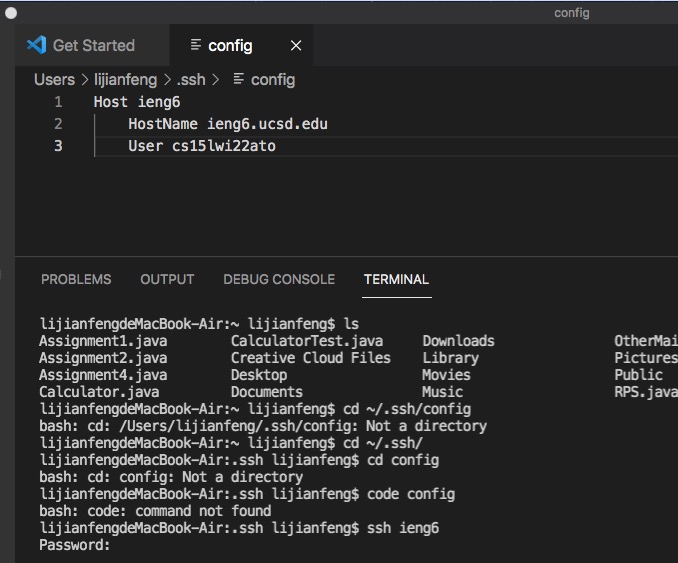 config
Get Started
config
Users > lijianfeng > .ssh > config
1 Host ieng6
2 HostName ieng6.ucsd.edu
3 User cs15lwi22ato
PROBLEMS OUTPUT DEBUG CONSOLE TERMINAL
lijianfengdeMacBook-Air:~ lijianfeng$ ls
Assignment1.java CalculatorTest.java Downloads OtherMai
Assignment2.java Creative Cloud Files Library Pictures
Assignment4.java Desktop Movies Public
Calculator.java Documents Music RPS.java
lijianfengdeMacBook-Air:~ lijianfeng$ cd ~/.ssh/config
bash: cd: /Users/lijianfeng/.ssh/config: Not a directory
lijianfengdeMacBook-Air:~ lijianfeng$ cd ~/.ssh/
lijianfengdeMacBook-Air:.ssh lijianfeng$ cd config
bash: cd: config: Not a directory
lijianfengdeMacBook-Air:.ssh lijianfeng$ code config
bash: code: command not found
lijianfengdeMacBook-Air:.ssh lijianfeng$ ssh ieng6
Password: